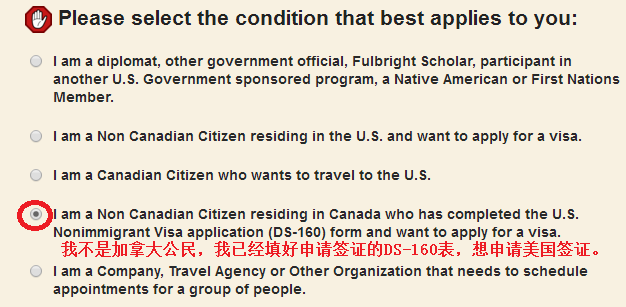 Please select the condition that best applies to you:
I am a diplomat, other government official, Fulbright Scholar, participant in
another U.S. Government sponsored program, a Native American or First Nations
Member.
I am a Non Canadian Citizen residing in the U.S. and want to apply for a visa.
I am a Canadian Citizen who wants to travel to the U.S.
I am a Non Canadian Citizen residing in Canada who has completed the U.S.
Nonimmigrant Visa application (DS-160) form and want to apply for a visa.
我不是加拿大公民，我已经填好申请签证的DS-160表，想申请美国签证。
I am a Company, Travel Agency or Other Organization that needs to schedule
appointments for a group of people.